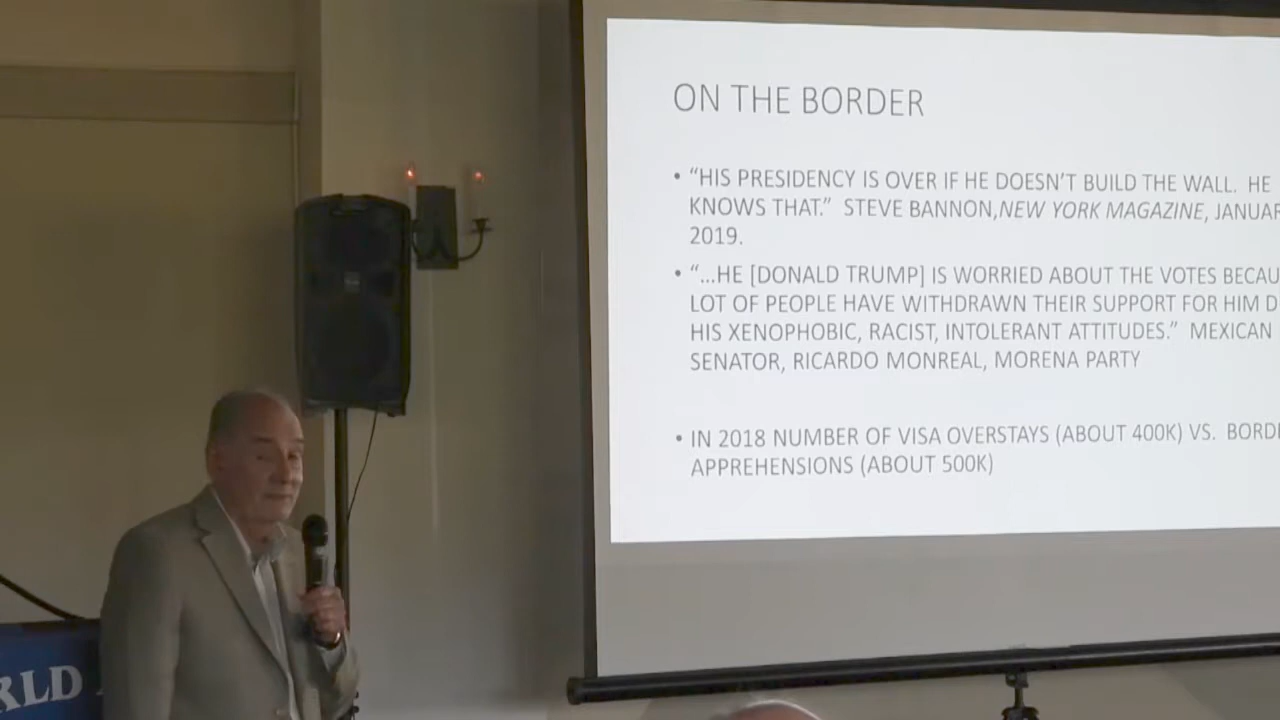 ON THE BORDER
• “HIS PRESIDENCY IS OVER IF HE DOESN’T BUILD THE WALL.  HE
KNOWS THAT.”  STEVE BANNON,NEW YORK MAGAZINE, JANUAR
2019.
• “…HE [DONALD TRUMP] IS WORRIED ABOUT THE VOTES BECAU
LOT OF PEOPLE HAVE WITHDRAWN THEIR SUPPORT FOR HIM D
HIS XENOPHOBIC, RACIST, INTOLERANT ATTITUDES.”  MEXICAN
SENATOR, RICARDO MONREAL, MORENA PARTY
• IN 2018 NUMBER OF VISA OVERSTAYS (ABOUT 400K) VS.  BORD
APPREHENSIONS (ABOUT 500K)
RLD